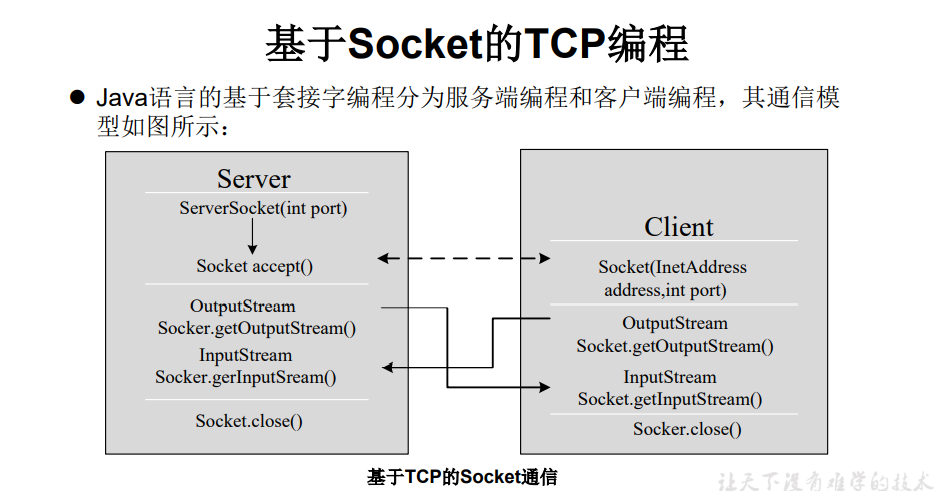 基于Socket的TCP编程
● Java语言的基于套接字编程分为服务端编程和客户端编程，其通信模
型如图所示：
Server
ServerSocket(int port)
Socket accept()
OutputStream
Socker.getOutputStream()
InputStream
Socker.gerInputSream()
Socket.close()
Client
Socket(InetAddress
address,int port)
OutputStream
Socket.getOutputStream()
InputStream
Socket.getInputStream()
Socker.close()
基于TCP的Socket通信
让天下没有难学的技术